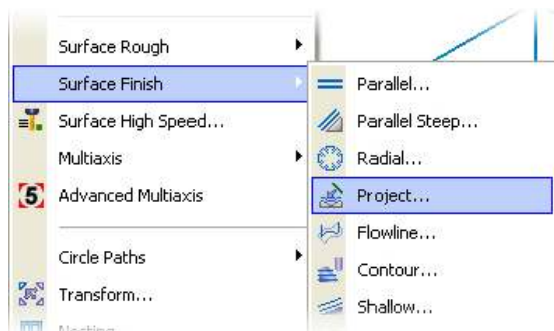 Surface Rough
Surface Finish
Surface High Speed...
Multiaxis
5 Advanced Multiaxis
Circle Paths
Transform...
Nesting
Parallel...
Parallel Steep...
Radial...
Project...
Flowline...
Contour...
Shallow...